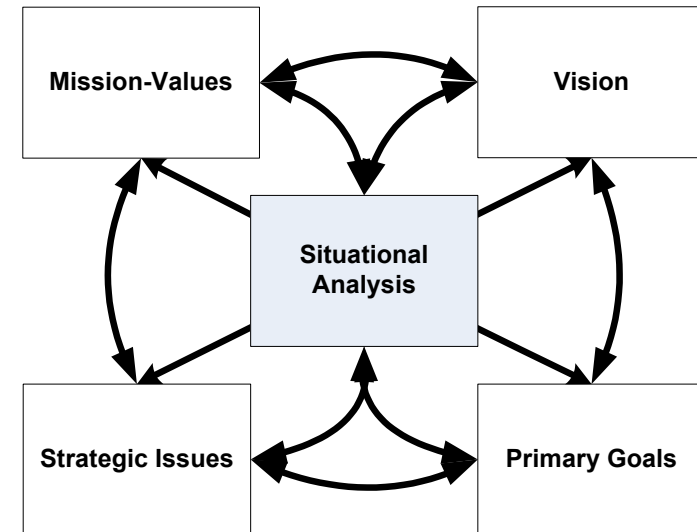 Mission-Values
Vision
Situational
Analysis
Strategic Issues
Primary Goals